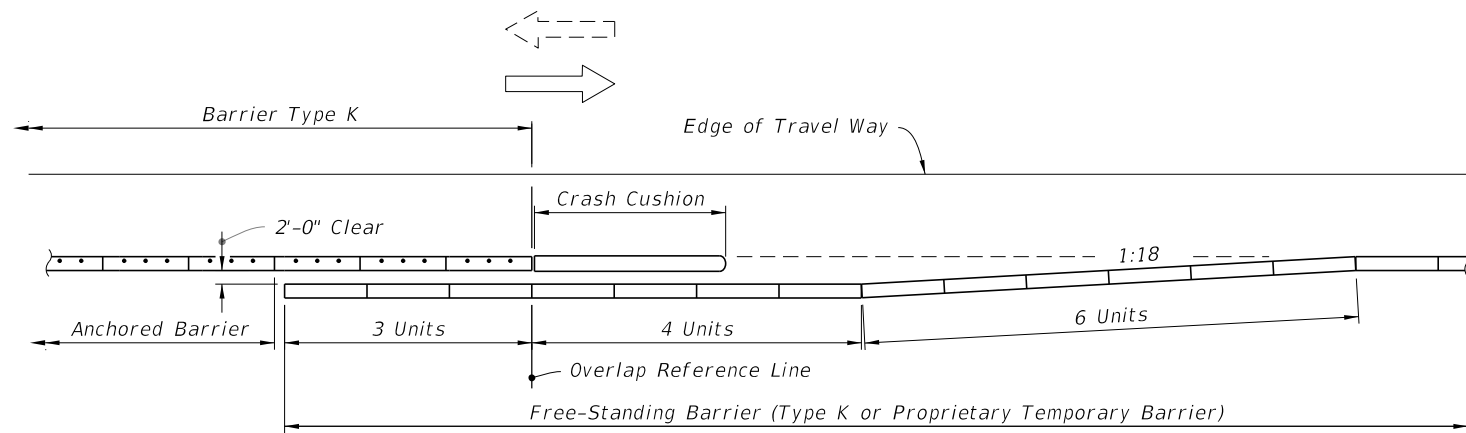 Barrier Type K
Edge of Travel Way
Crash Cushion
2'-0" Clear
1:18
Anchored Barrier
3 Units
4 Units
6 Units
Overlap Reference Line
Free-Standing Barrier (Type K or Proprietary Temporary Barrier)